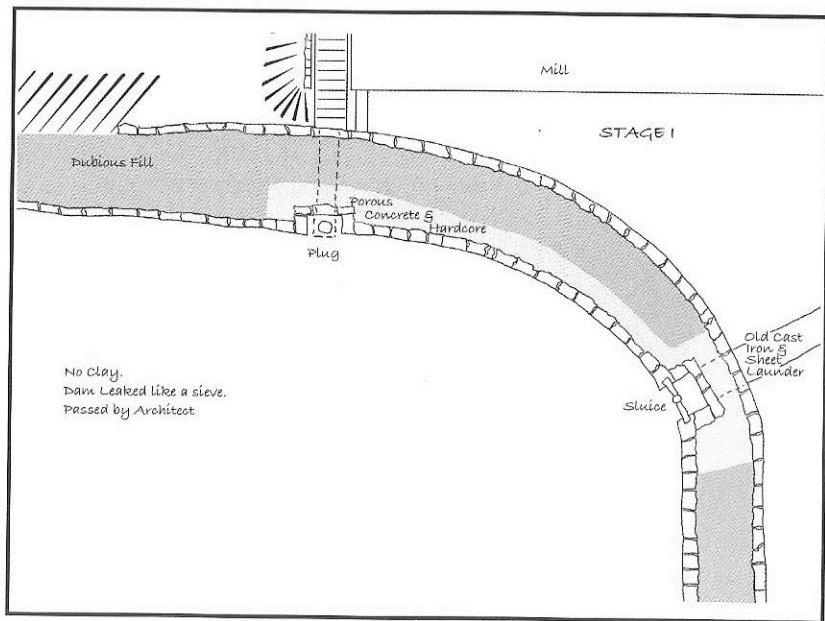 Mill
STAGE I
Dubious Fill
Porous
Concrete &
Hardcore
Plug
Old Cast
Iron &
Sheet
Launder
Sluice
No Clay.
Dam Leaked like a sieve.
Passed by Architect